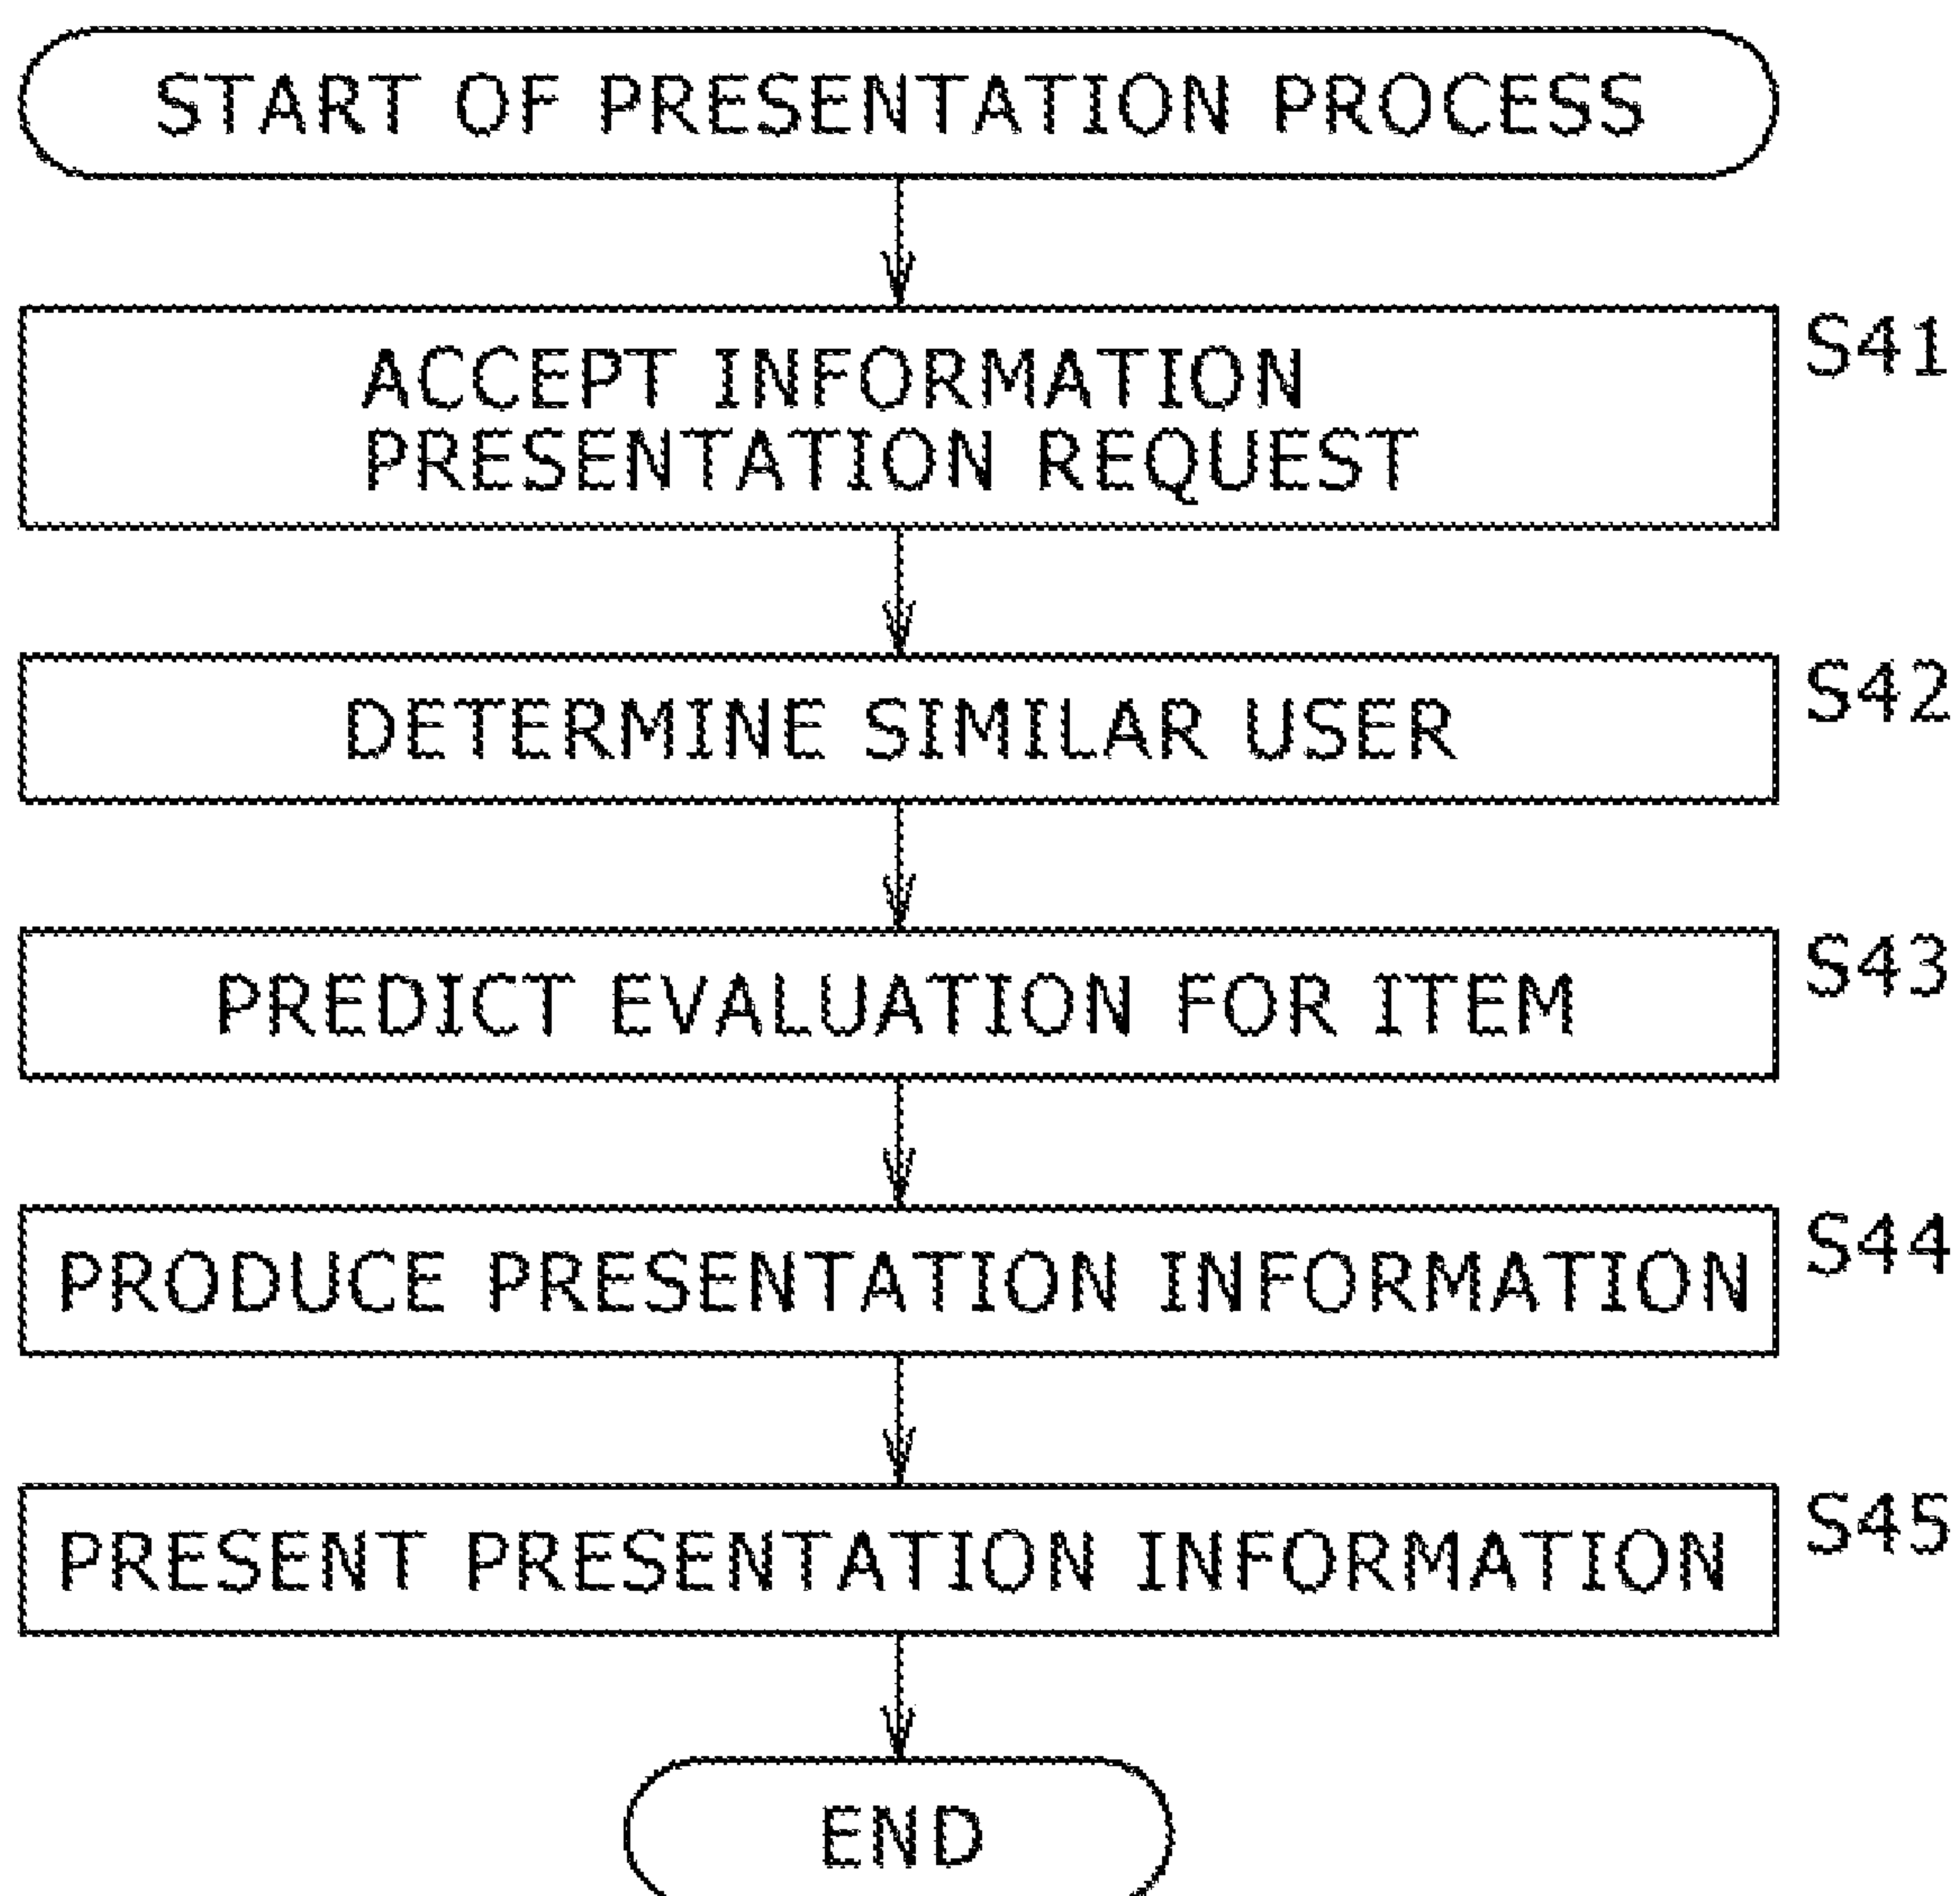 START OF PRESENTATION PROCESS
ACCEPT INFORMATION
PRESENTATION REQUEST
S41
DETERMINE SIMILAR USER
S42
PREDICT EVALUATION FOR ITEM
S43
PRODUCE PRESENTATION INFORMATION
S44
PRESENT PRESENTATION INFORMATION
S45
END